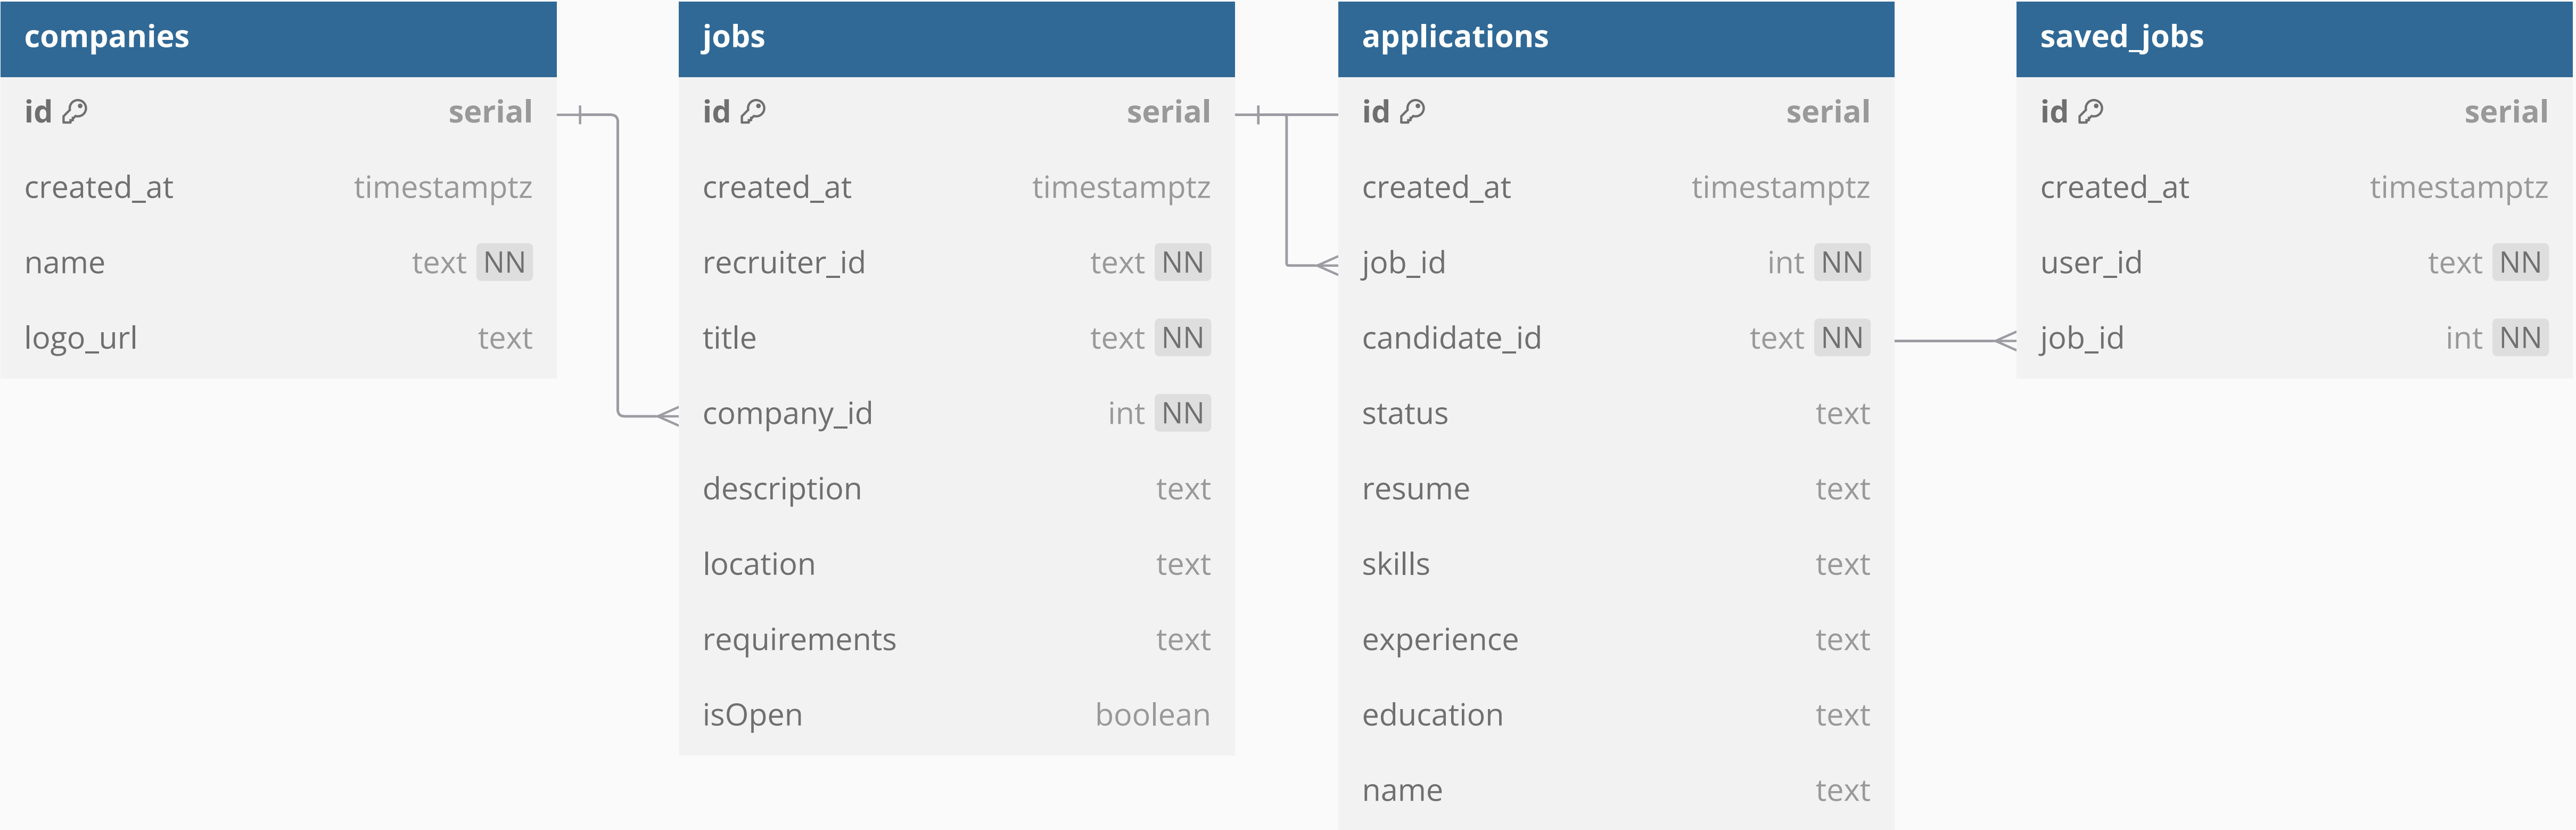 companies
id serial
created_at timestamptz
name text NN
logo_url text
jobs
id serial
created_at timestamptz
recruiter_id text NN
title text NN
company_id int NN
description text
location text
requirements text
isOpen boolean
applications
id serial
created_at timestamptz
job_id int NN
candidate_id text NN
status text
resume text
skills text
experience text
education text
name text
saved_jobs
id serial
created_at timestamptz
user_id text NN
job_id int NN